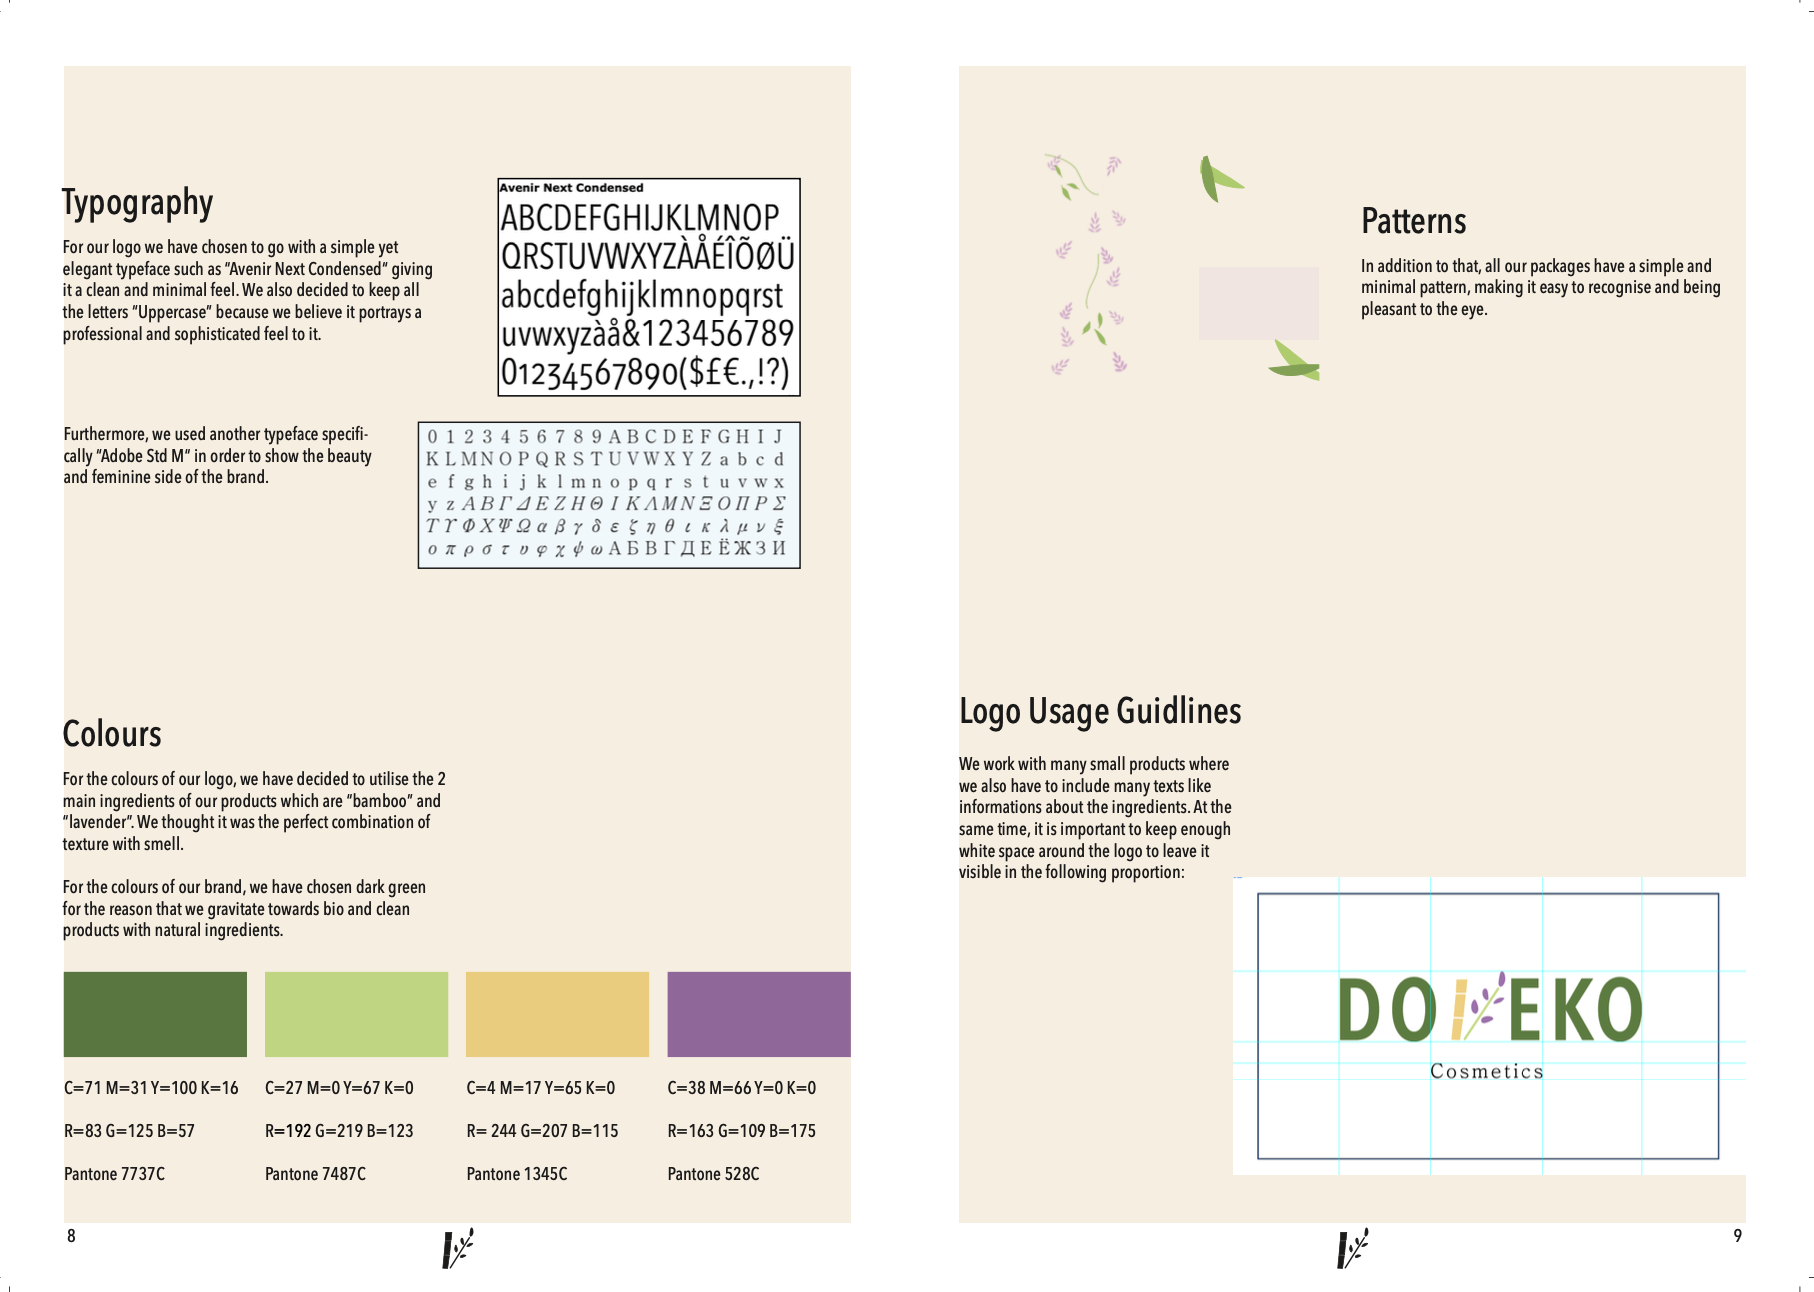 Typography
For our logo we have chosen to go with a simple yet
elegant typeface such as “Avenir Next Condensed“ giving
it a clean and minimal feel. We also decided to keep all
the letters “Uppercase” because we believe it portrays a
professional and sophisticated feel to it.
Avenir Next Condensed
ABCDEFGHIJKLMNOP
QRSTUVWXYZÀÅÉÎÕØÜ
abcdefghijklmnopqrst
uvwxyzàå&123456789
01234567890($£€.,!?)
Furthermore, we used another typeface specifi-
cally “Adobe Std M“ in order to show the beauty
and feminine side of the brand.
0 1 2 3 4 5 6 7 8 9 A B C D E F G H I J
K L M N O P Q R S T U V W X Y Z a b c d
e f g h i j k l m n o p q r s t u v w x
y z Α Β Γ Δ Ε Ζ Η Θ Ι Κ Λ Μ Ν Ξ Ο Π Ρ Σ
Τ Υ Φ Χ Ψ Ω α β γ δ ε ζ η θ ι κ λ μ ν ξ
ο π ρ σ τ υ φ χ ψ ω А Б В Г Д Е Ё Ж З И
Colours
For the colours of our logo, we have decided to utilise the 2
main ingredients of our products which are “bamboo” and
“lavender”. We thought it was the perfect combination of
texture with smell.
For the colours of our brand, we have chosen dark green
for the reason that we gravitate towards bio and clean
products with natural ingredients.
C=71 M=31 Y=100 K=16
C=27 M=0 Y=67 K=0
C=4 M=17 Y=65 K=0
C=38 M=66 Y=0 K=0
R=83 G=125 B=57
R=192 G=219 B=123
R= 244 G=207 B=115
R=163 G=109 B=175
Pantone 7737C
Pantone 7487C
Pantone 1345C
Pantone 528C
8
Patterns
In addition to that, all our packages have a simple and
minimal pattern, making it easy to recognise and being
pleasant to the eye.
Logo Usage Guidlines
We work with many small products where
we also have to include many texts like
informations about the ingredients. At the
same time, it is important to keep enough
white space around the logo to leave it
visible in the following proportion:
DO EKO
Cosmetics
9